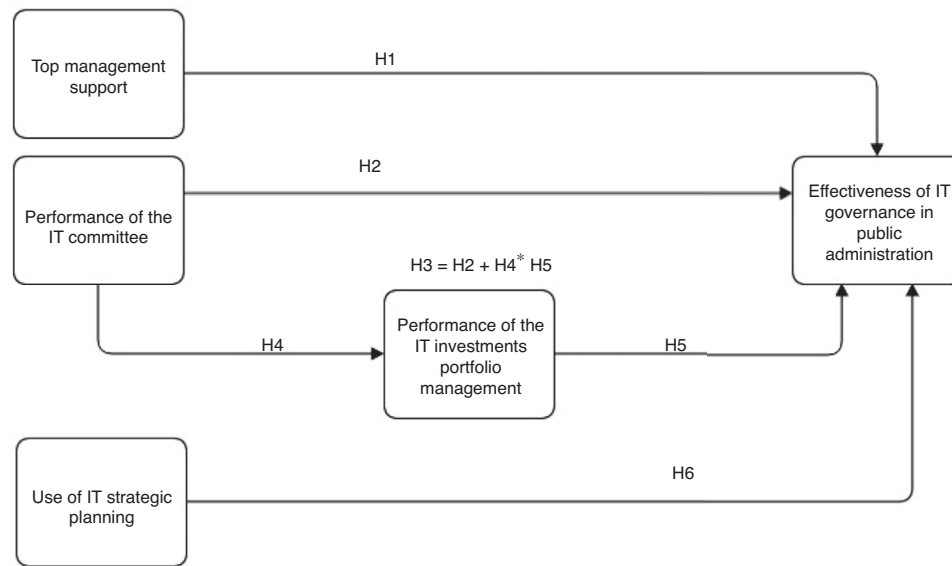 H1
Top management
support
H2
Performance of the
IT committee
Effectiveness of IT
governance in
public
administration
H3 = H2 + H4* H5
H4
Performance of the
IT investments
portfolio
management
H5
H6
Use of IT strategic
planning